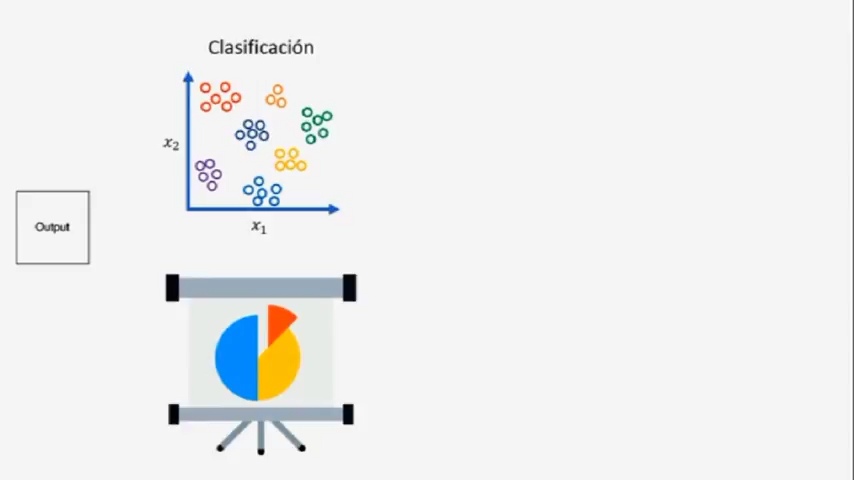 Clasificación
x₂
Output
x₁